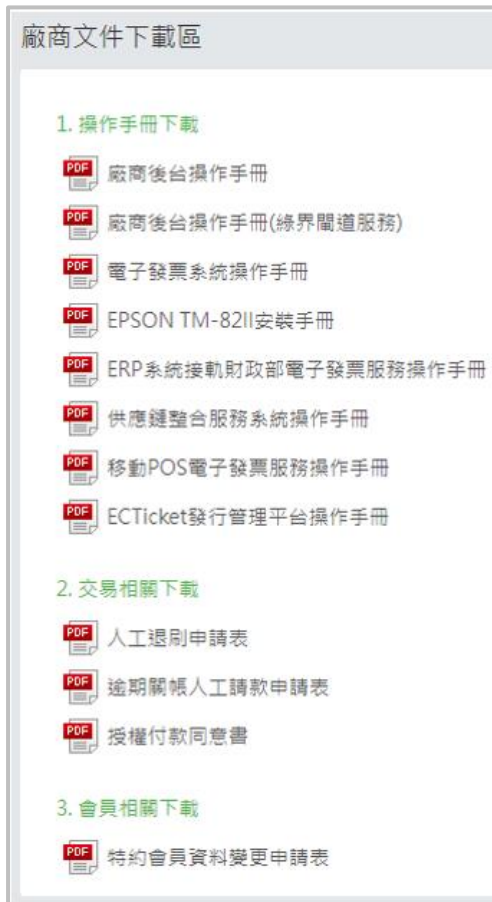 廠商文件下載區
1. 操作手冊下載
PDF 廠商後台操作手冊
PDF 廠商後台操作手冊(綠界閘道服務)
PDF 電子發票系統操作手冊
PDF EPSON TM-82II安裝手冊
PDF ERP系統接軌財政部電子發票服務操作手冊
PDF 供應鏈整合服務系統操作手冊
PDF 移動POS電子發票服務操作手冊
PDF ECTicket發行管理平台操作手冊
2. 交易相關下載
PDF 人工退刷申請表
PDF 逾期關帳人工請款申請表
PDF 授權付款同意書
3. 會員相關下載
PDF 特約會員資料變更申請表